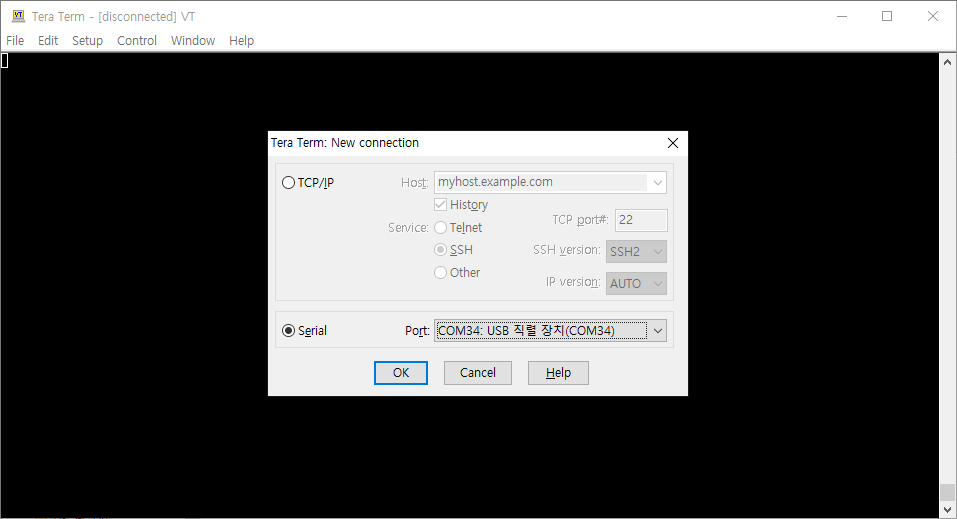 Tera Term - [disconnected] VT
File Edit Setup Control Window Help
Tera Term: New connection
TCP/IP
Host: myhost.example.com
History
Service: Telnet
TCP port#: 22
SSH
SSH version: SSH2
Other
IP version: AUTO
Serial
Port: COM34: USB 직렬 장치(COM34)
OK Cancel Help